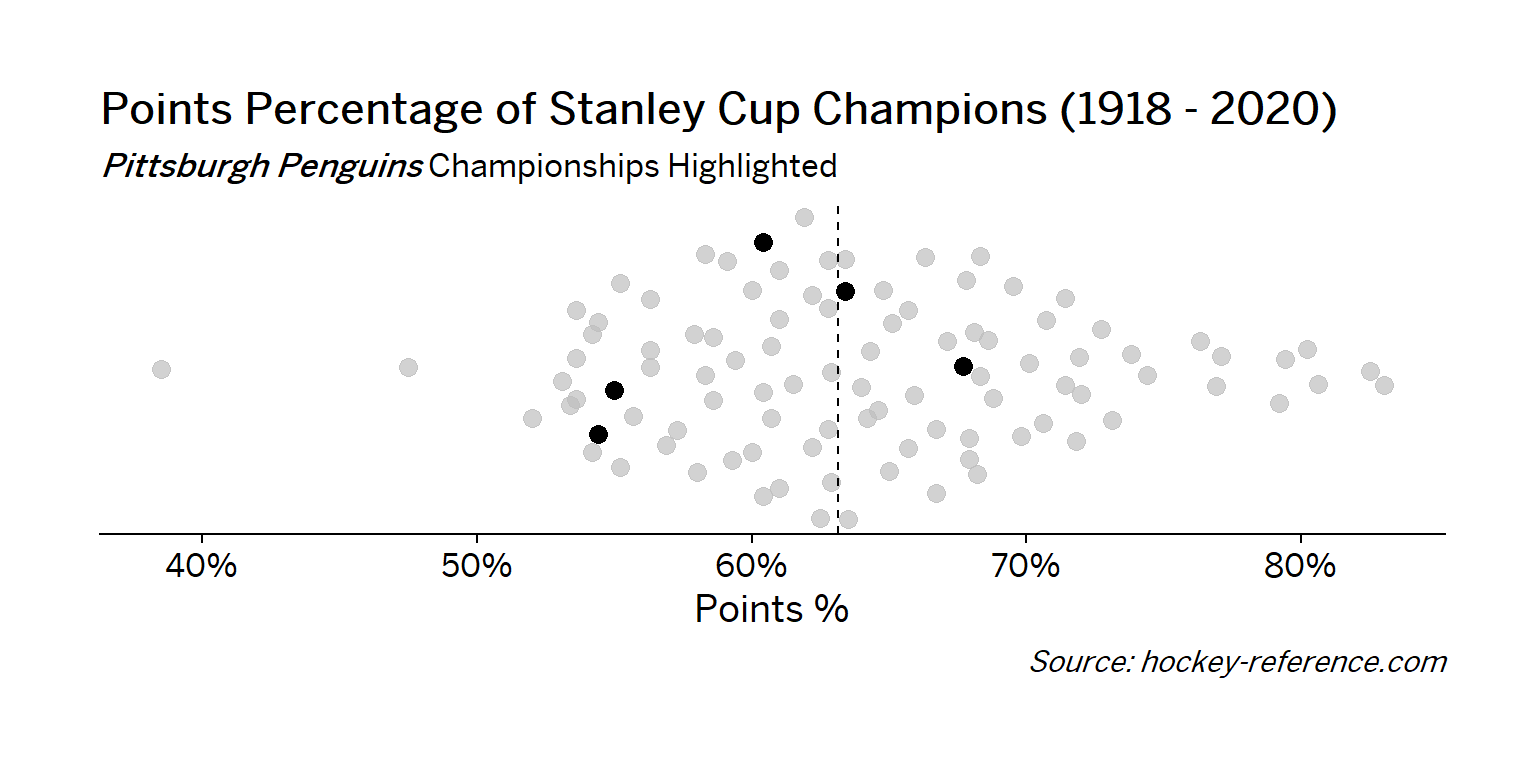 Points Percentage of Stanley Cup Champions (1918 - 2020)
Pittsburgh Penguins Championships Highlighted
40% 50% 60% 70% 80%
Points %
Source: hockey-reference.com